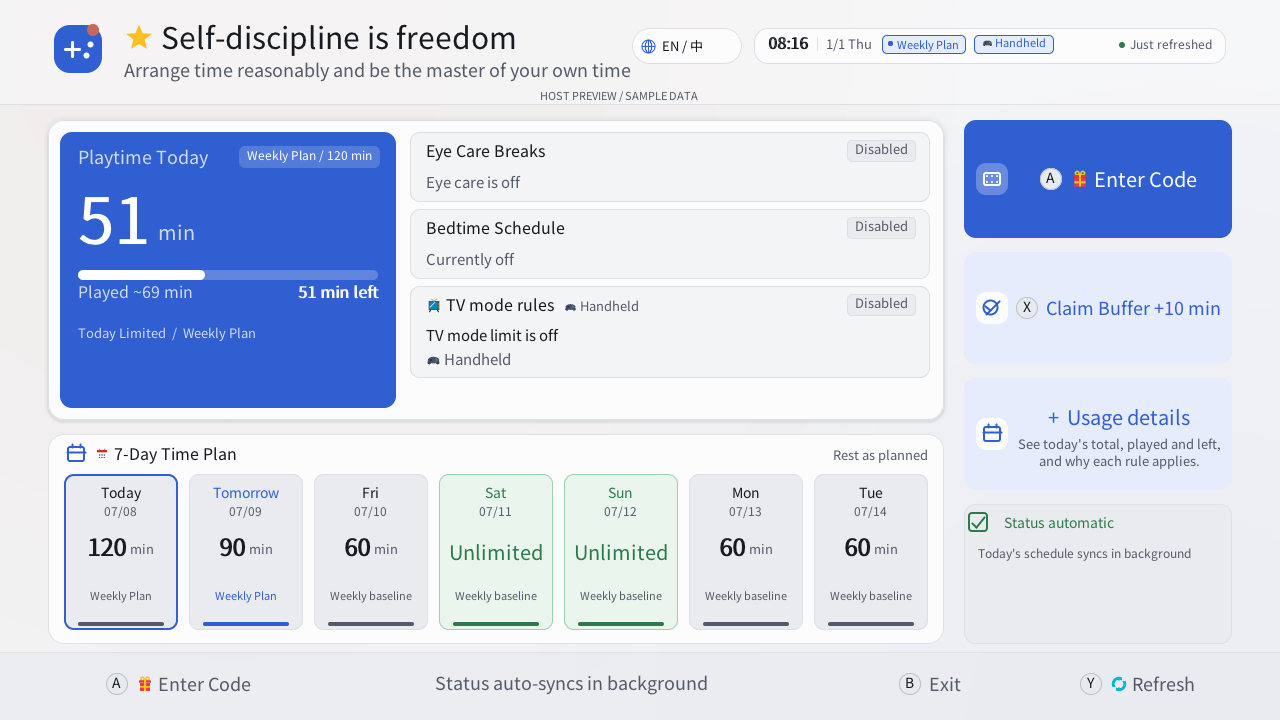 Self-discipline is freedom
Arrange time reasonably and be the master of your own time
EN / 中
08:16 1/1 Thu Weekly Plan Handheld Just refreshed
HOST PREVIEW / SAMPLE DATA
Playtime Today Weekly Plan / 120 min
51 min
Played ~69 min 51 min left
Today Limited / Weekly Plan
Eye Care Breaks Disabled
Eye care is off
Bedtime Schedule Disabled
Currently off
TV mode rules Handheld Disabled
TV mode limit is off
Handheld
A Enter Code
X Claim Buffer +10 min
+ Usage details
See today's total, played and left,
and why each rule applies.
Status automatic
Today's schedule syncs in background
7-Day Time Plan Rest as planned
Today
07/08
120 min
Weekly Plan
Tomorrow
07/09
90 min
Weekly Plan
Fri
07/10
60 min
Weekly baseline
Sat
07/11
Unlimited
Weekly baseline
Sun
07/12
Unlimited
Weekly baseline
Mon
07/13
60 min
Weekly baseline
Tue
07/14
60 min
Weekly baseline
A Enter Code Status auto-syncs in background B Exit Y Refresh